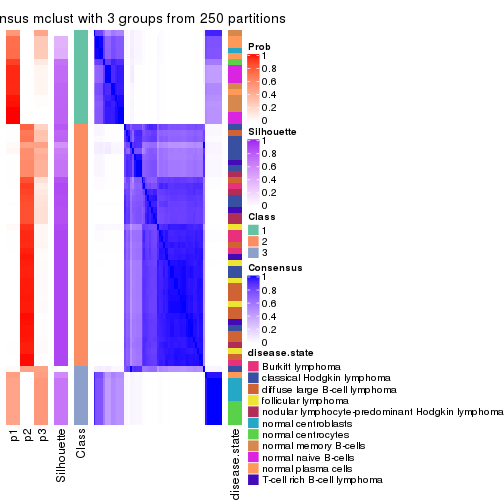 nsus mclust with 3 groups from 250 partitions
Prob
1
0.8
0.6
0.4
0.2
0
Silhouette
1
0.8
0.6
0.4
0.2
0
Class
1
2
3
Consensus
1
0.8
0.6
0.4
0.2
0
disease.state
Burkitt lymphoma
classical Hodgkin lymphoma
diffuse large B-cell lymphoma
follicular lymphoma
nodular lymphocyte-predominant Hodgkin lymphoma
normal centroblasts
normal centrocytes
normal memory B-cells
normal naive B-cells
normal plasma cells
T-cell rich B-cell lymphoma
p1
p2
p3
Silhouette
Class
disease.state